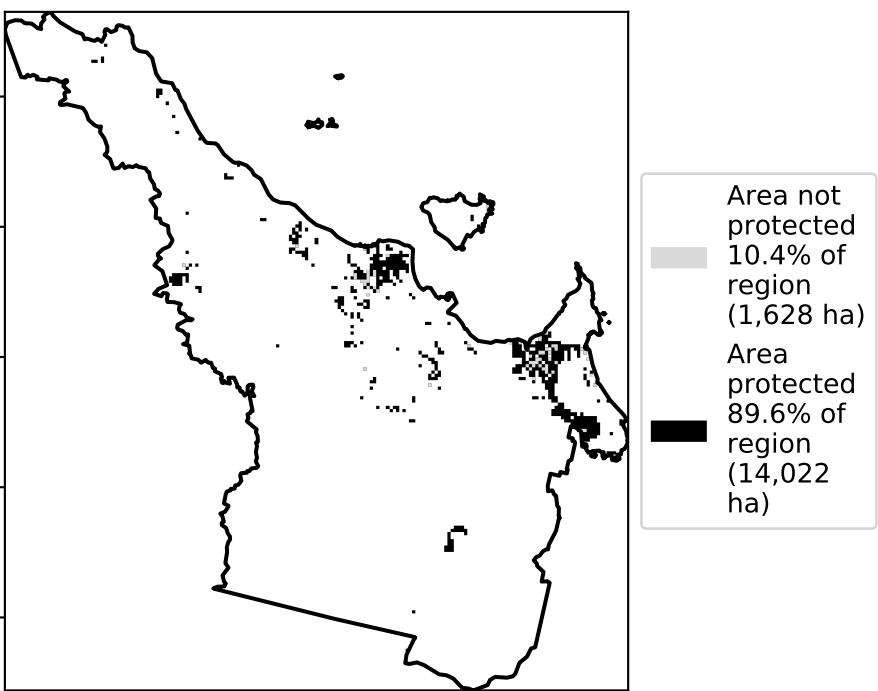 Area not
protected
10.4% of
region
(1,628 ha)
Area
protected
89.6% of
region
(14,022
ha)